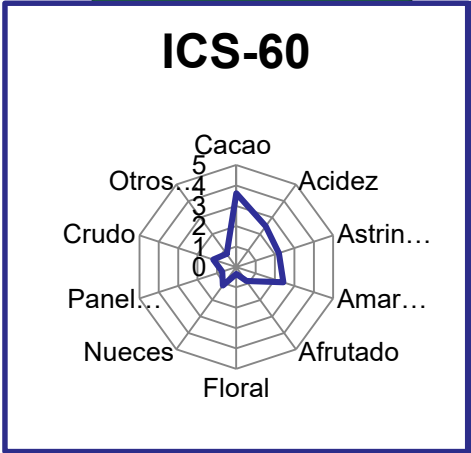 ICS-60
Cacao
5
4
3
2
1
0
Acidez
Astrin…
Amar…
Afrutado
Floral
Nueces
Panel…
Crudo
Otros…